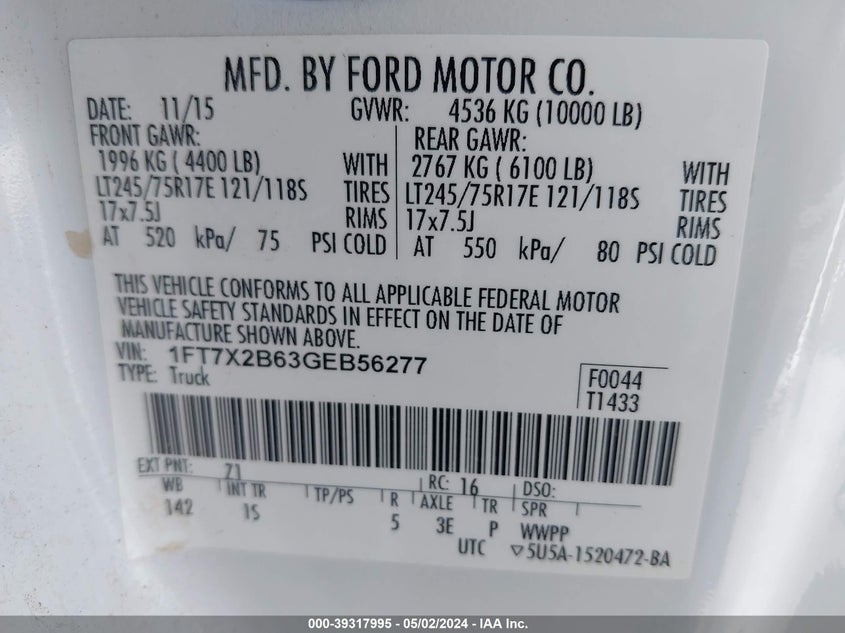 MFD. BY FORD MOTOR CO.
DATE: 11/15 GVWR: 4536 KG (10000 LB)
FRONT GAWR: REAR GAWR:
1996 KG ( 4400 LB) WITH 2767 KG ( 6100 LB) WITH
LT245/75R17E 121/118S TIRES LT245/75R17E 121/118S TIRES
17x7.5J RIMS 17x7.5J RIMS
AT 520 kPa/ 75 PSI COLD AT 550 kPa/ 80 PSI COLD
THIS VEHICLE CONFORMS TO ALL APPLICABLE FEDERAL MOTOR
VEHICLE SAFETY STANDARDS IN EFFECT ON THE DATE OF
MANUFACTURE SHOWN ABOVE.
VIN: 1FT7X2B63GEB56277
TYPE: Truck
F0044
T1433
EXT PNT: Z1 RC: 16 DSO:
WB INT TR TP/PS R AXLE TR SPR
142 IS 5 3E P WWPP
UTC ▽5U5A-1520472-BA
000-39317995 - 05/02/2024 - IAA Inc.